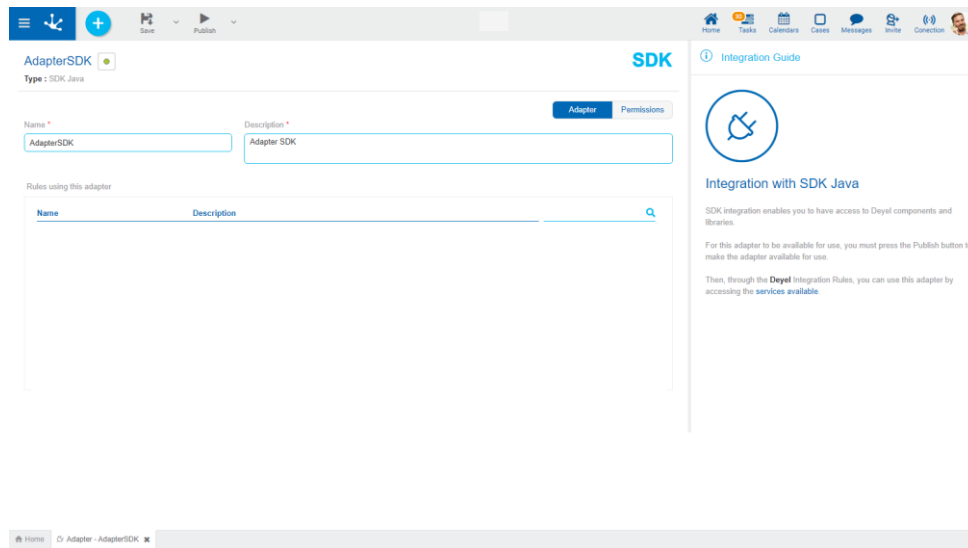 Save
Publish
Home
30
Tasks
Calendars
Cases
Messages
Invite
Conection
AdapterSDK
SDK
Type : SDK Java
Adapter
Permissions
Name *
Description *
AdapterSDK
Adapter SDK
Rules using this adapter
Name
Description
Integration Guide
Integration with SDK Java
SDK integration enables you to have access to Deyel components and
libraries.
For this adapter to be available for use, you must press the Publish button t
make the adapter available for use.
Then, through the Deyel Integration Rules, you can use this adapter by
accessing the services available
Home
Adapter - AdapterSDK